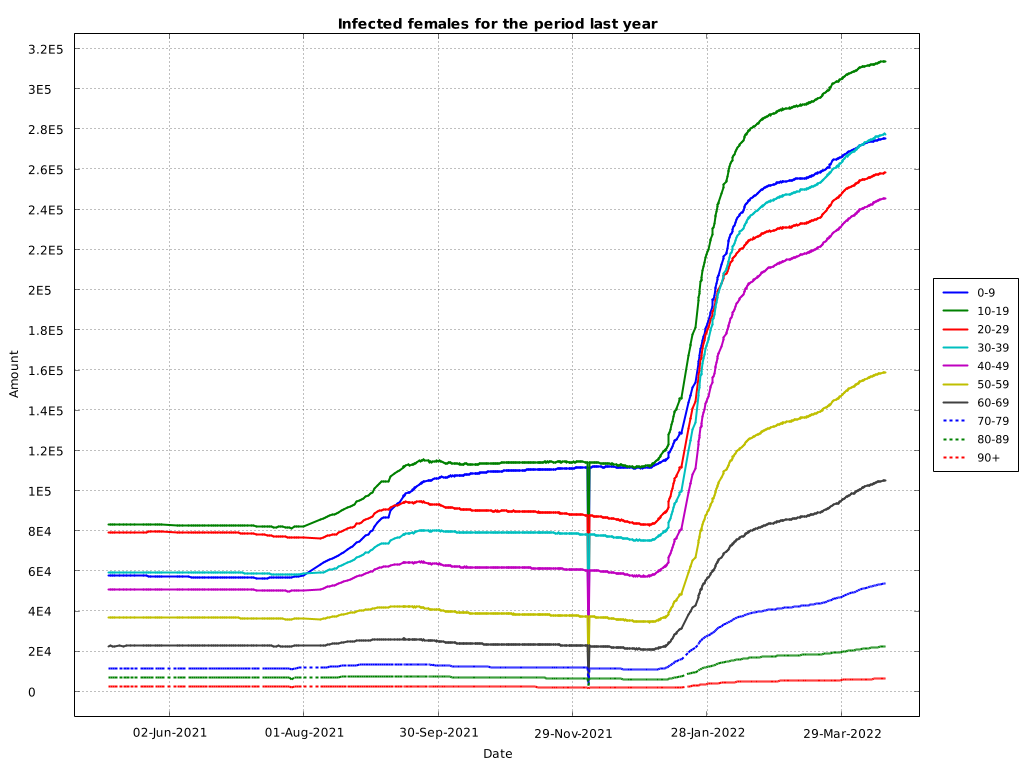 Infected females for the period last year
3.2E5
3E5
2.8E5
2.6E5
2.4E5
2.2E5
2E5
1.8E5
1.6E5
1.4E5
1.2E5
1E5
8E4
6E4
4E4
2E4
0
Amount
02-Jun-2021
01-Aug-2021
30-Sep-2021
29-Nov-2021
28-Jan-2022
29-Mar-2022
Date
0-9
10-19
20-29
30-39
40-49
50-59
60-69
70-79
80-89
90+